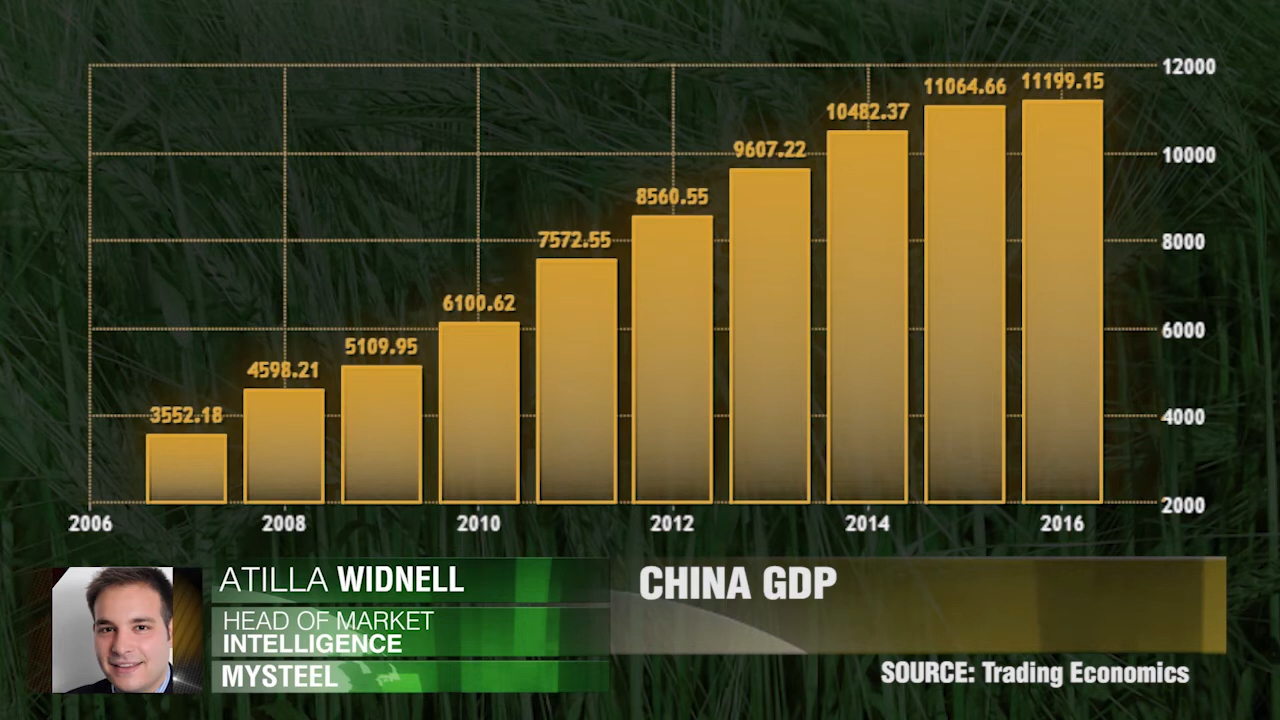 12000
11199.15
11064.66
10482.37
10000
9607.22
8560.55
8000
7572.55
6100.62
6000
5109.95
4598.21
4000
3552.18
2000
2006 2008 2010 2012 2014 2016
ATILLA WIDNELL
HEAD OF MARKET
INTELLIGENCE
MYSTEEL
CHINA GDP
SOURCE: Trading Economics